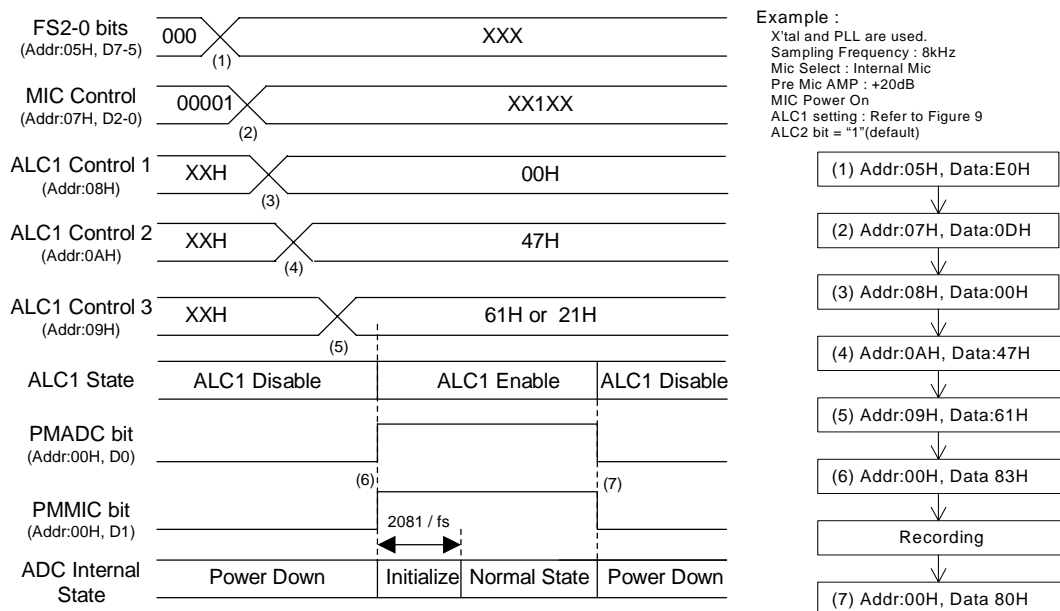 FS2-0 bits
(Addr:05H, D7-5)
000
XXX
(1)
MIC Control
(Addr:07H, D2-0)
00001
XX1XX
(2)
ALC1 Control 1
(Addr:08H)
XXH
00H
(3)
ALC1 Control 2
(Addr:0AH)
XXH
47H
(4)
ALC1 Control 3
(Addr:09H)
XXH
61H or 21H
(5)
ALC1 State
ALC1 Disable
ALC1 Enable
ALC1 Disable
PMADC bit
(Addr:00H, D0)
(6)
(7)
PMMIC bit
(Addr:00H, D1)
2081 / fs
ADC Internal
State
Power Down
Initialize
Normal State
Power Down
Example :
X'tal and PLL are used.
Sampling Frequency : 8kHz
Mic Select : Internal Mic
Pre Mic AMP : +20dB
MIC Power On
ALC1 setting : Refer to Figure 9
ALC2 bit = “1”(default)
(1) Addr:05H, Data:E0H
(2) Addr:07H, Data:0DH
(3) Addr:08H, Data:00H
(4) Addr:0AH, Data:47H
(5) Addr:09H, Data:61H
(6) Addr:00H, Data 83H
Recording
(7) Addr:00H, Data 80H